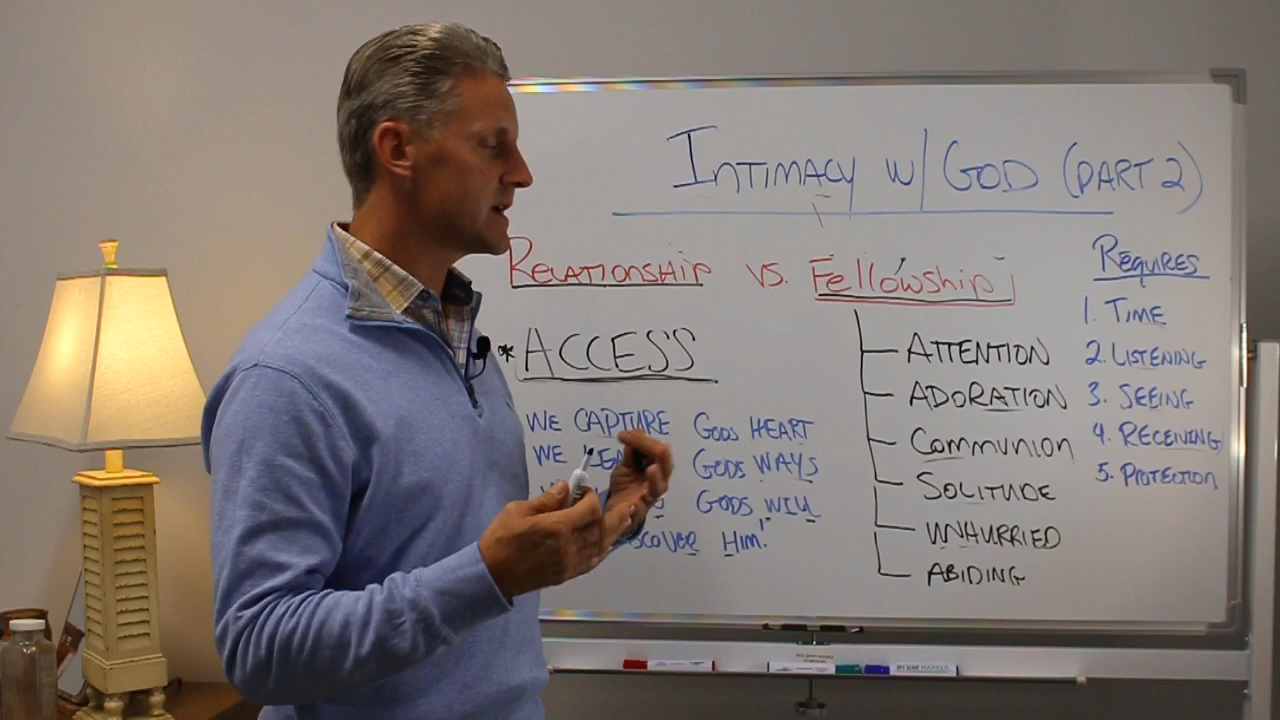 INTIMACY W/ GOD (PART 2)
RELATIONSHIP VS. FELLOWSHIP
* ACCESS
WE CAPTURE GODS HEART
WE GODS WAYS
GODS WILL
HIM!
ATTENTION
ADORATION
COMMUNION
SOLITUDE
UNHURRIED
ABIDING
REQURES
1. TIME
2. LISTENING
3. SEEING
4. RECEIVING
5. PROTECTION